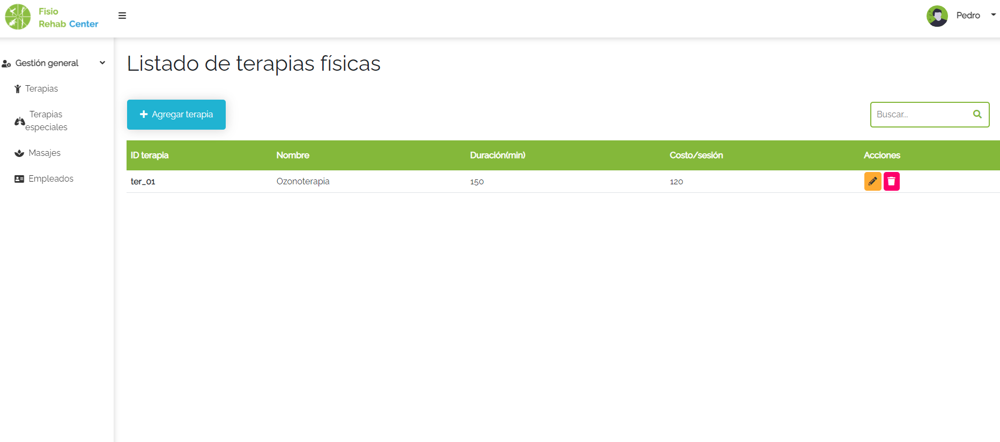 Fisio
Rehab Center
Pedro
Gestión general
Terapias
Terapias
especiales
Masajes
Empleados
Listado de terapias físicas
Agregar terapia
Buscar...
ID terapia Nombre Duración(min) Costo/sesión Acciones
ter_01 Ozonoterapia 150 120